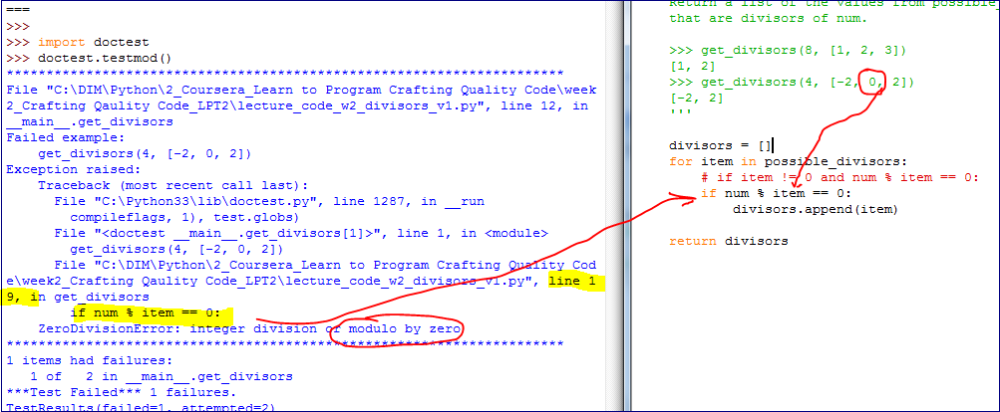 ===
>>>
>>> import doctest
>>> doctest.testmod()
**********************************************************************
File "C:\DIM\Python\2_Coursera_Learn to Program Crafting Quality Code\week
2_Crafting Qaulity Code_LPT2\lecture_code_w2_divisors_v1.py", line 12, in
__main__.get_divisors
Failed example:
    get_divisors(4, [-2, 0, 2])
Exception raised:
    Traceback (most recent call last):
      File "C:\Python33\lib\doctest.py", line 1287, in __run
        compileflags, 1), test.globs)
      File "<doctest __main__.get_divisors[1]>", line 1, in <module>
        get_divisors(4, [-2, 0, 2])
      File "C:\DIM\Python\2_Coursera_Learn to Program Crafting Quality Cod
e\week2_Crafting Qaulity Code_LPT2\lecture_code_w2_divisors_v1.py", line 1
9, in get_divisors
        if num % item == 0:
    ZeroDivisionError: integer division or modulo by zero
**********************************************************************
1 items had failures:
   1 of   2 in __main__.get_divisors
***Test Failed*** 1 failures.
TestResults(failed=1, attempted=2)
Return a list of the values from possible_
that are divisors of num.
>>> get_divisors(8, [1, 2, 3])
[1, 2]
>>> get_divisors(4, [-2, 0, 2])
[-2, 2]
'''
divisors = []
for item in possible_divisors:
    # if item != 0 and num % item == 0:
    if num % item == 0:
        divisors.append(item)
return divisors